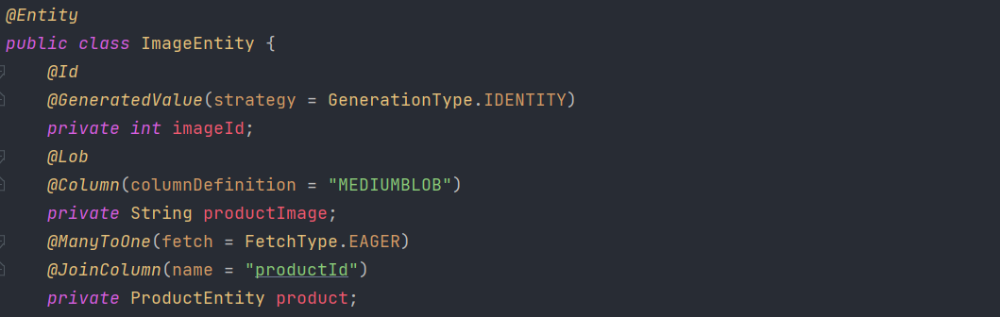 @Entity
public class ImageEntity {
@Id
@GeneratedValue(strategy = GenerationType.IDENTITY)
private int imageId;
@Lob
@Column(columnDefinition = "MEDIUMBLOB")
private String productImage;
@ManyToOne(fetch = FetchType.EAGER)
@JoinColumn(name = "productId")
private ProductEntity product;